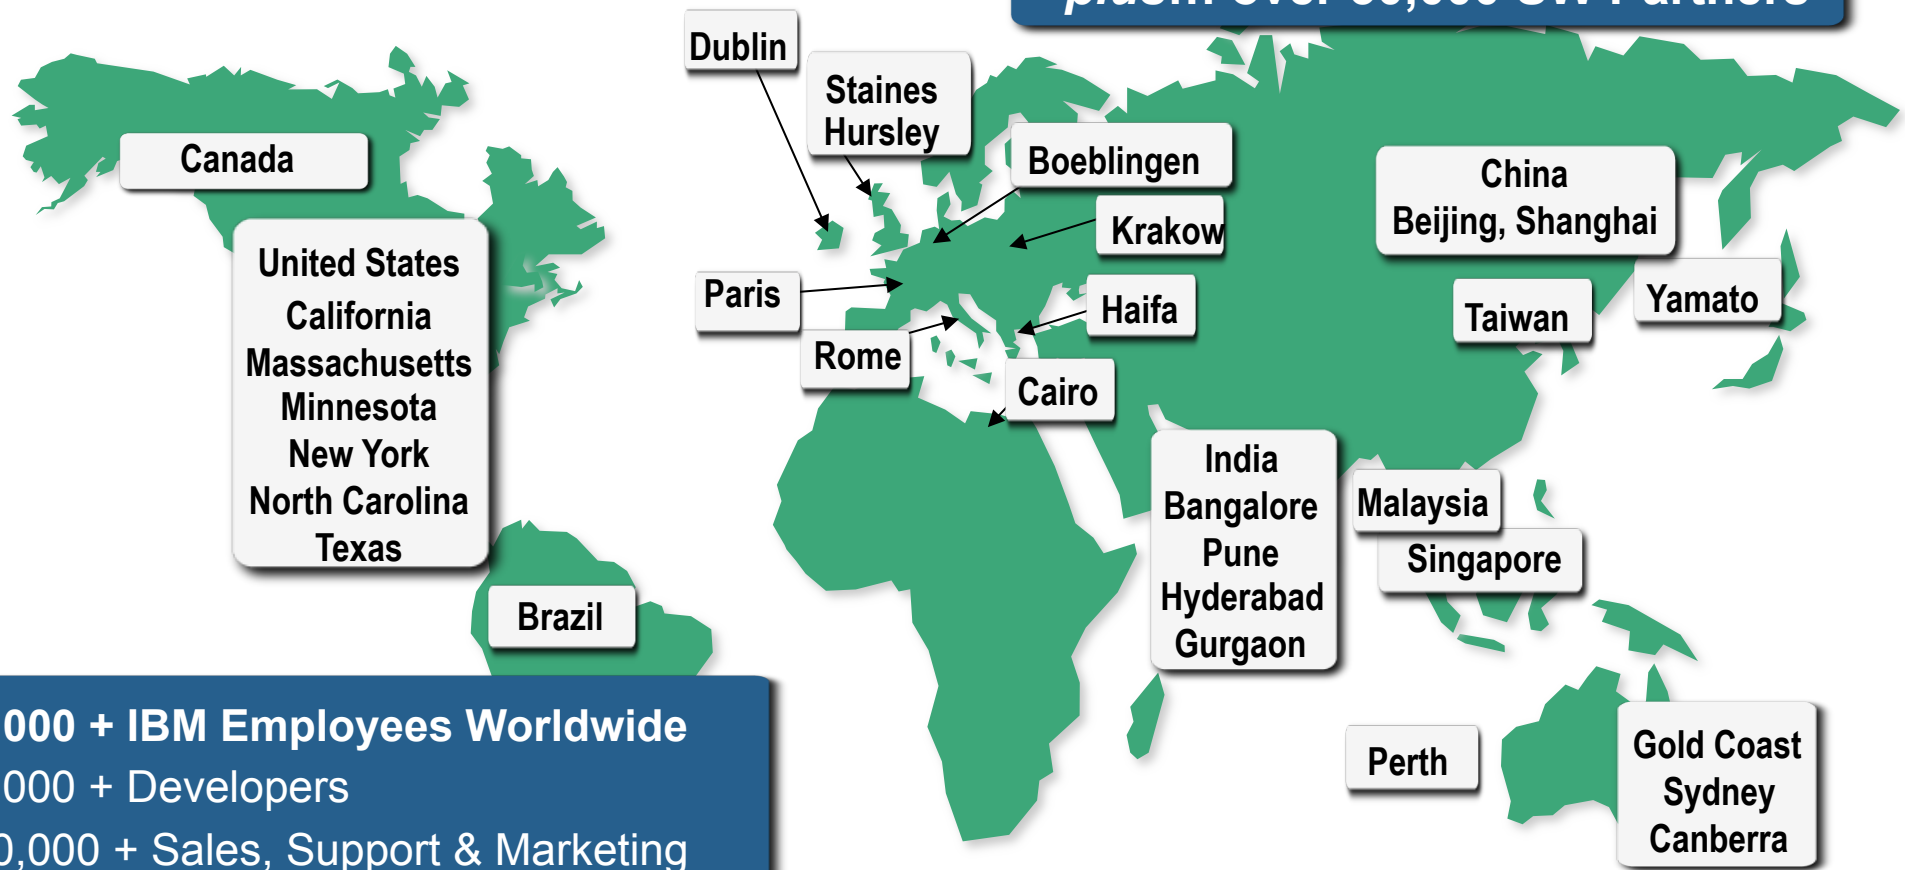 Dublin
Staines
Hursley
Canada
Boeblingen
China
Beijing, Shanghai
Krakow
United States
California
Massachusetts
Minnesota
New York
North Carolina
Texas
Paris
Haifa
Yamato
Taiwan
Rome
Cairo
India
Bangalore
Pune
Hyderabad
Gurgaon
Malaysia
Singapore
Brazil
000 + IBM Employees Worldwide
000 + Developers
0,000 + Sales, Support & Marketing
Perth
Gold Coast
Sydney
Canberra